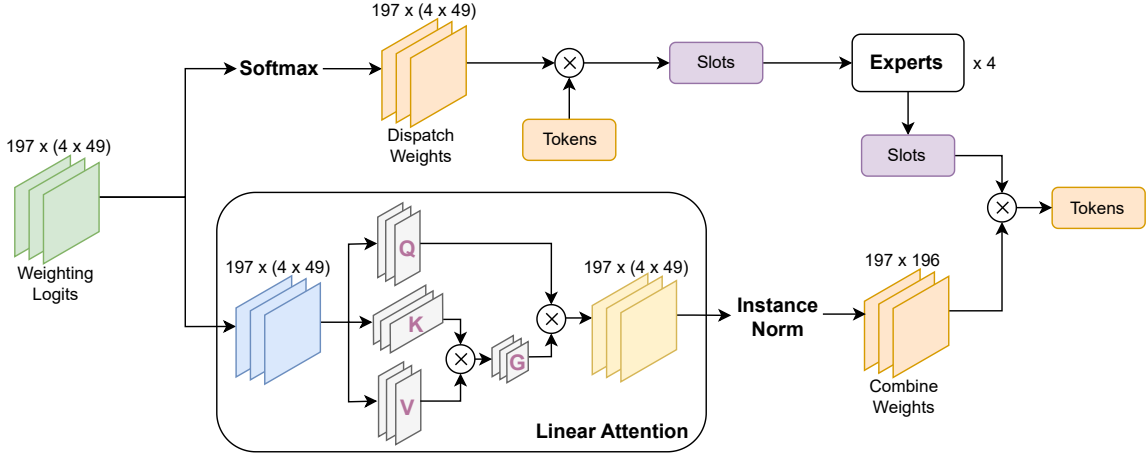 197 x (4 x 49)
Softmax
Dispatch
Weights
Tokens
Slots
Experts
x 4
Slots
Tokens
197 x (4 x 49)
Weighting
Logits
197 x (4 x 49)
Q
K
V
G
197 x (4 x 49)
Linear Attention
Instance
Norm
197 x 196
Combine
Weights